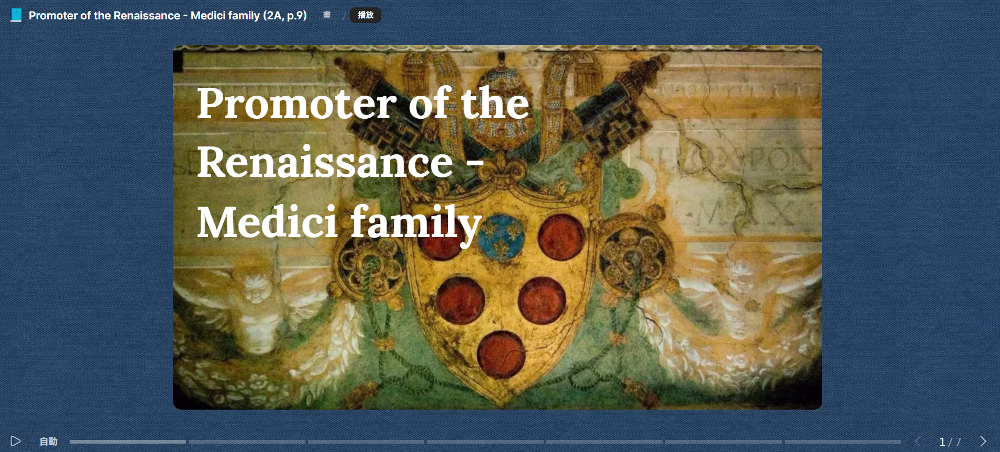 Promoter of the Renaissance - Medici family (2A, p.9)
畫 / 播放
Promoter of the
Renaissance -
Medici family
自動
1 / 7